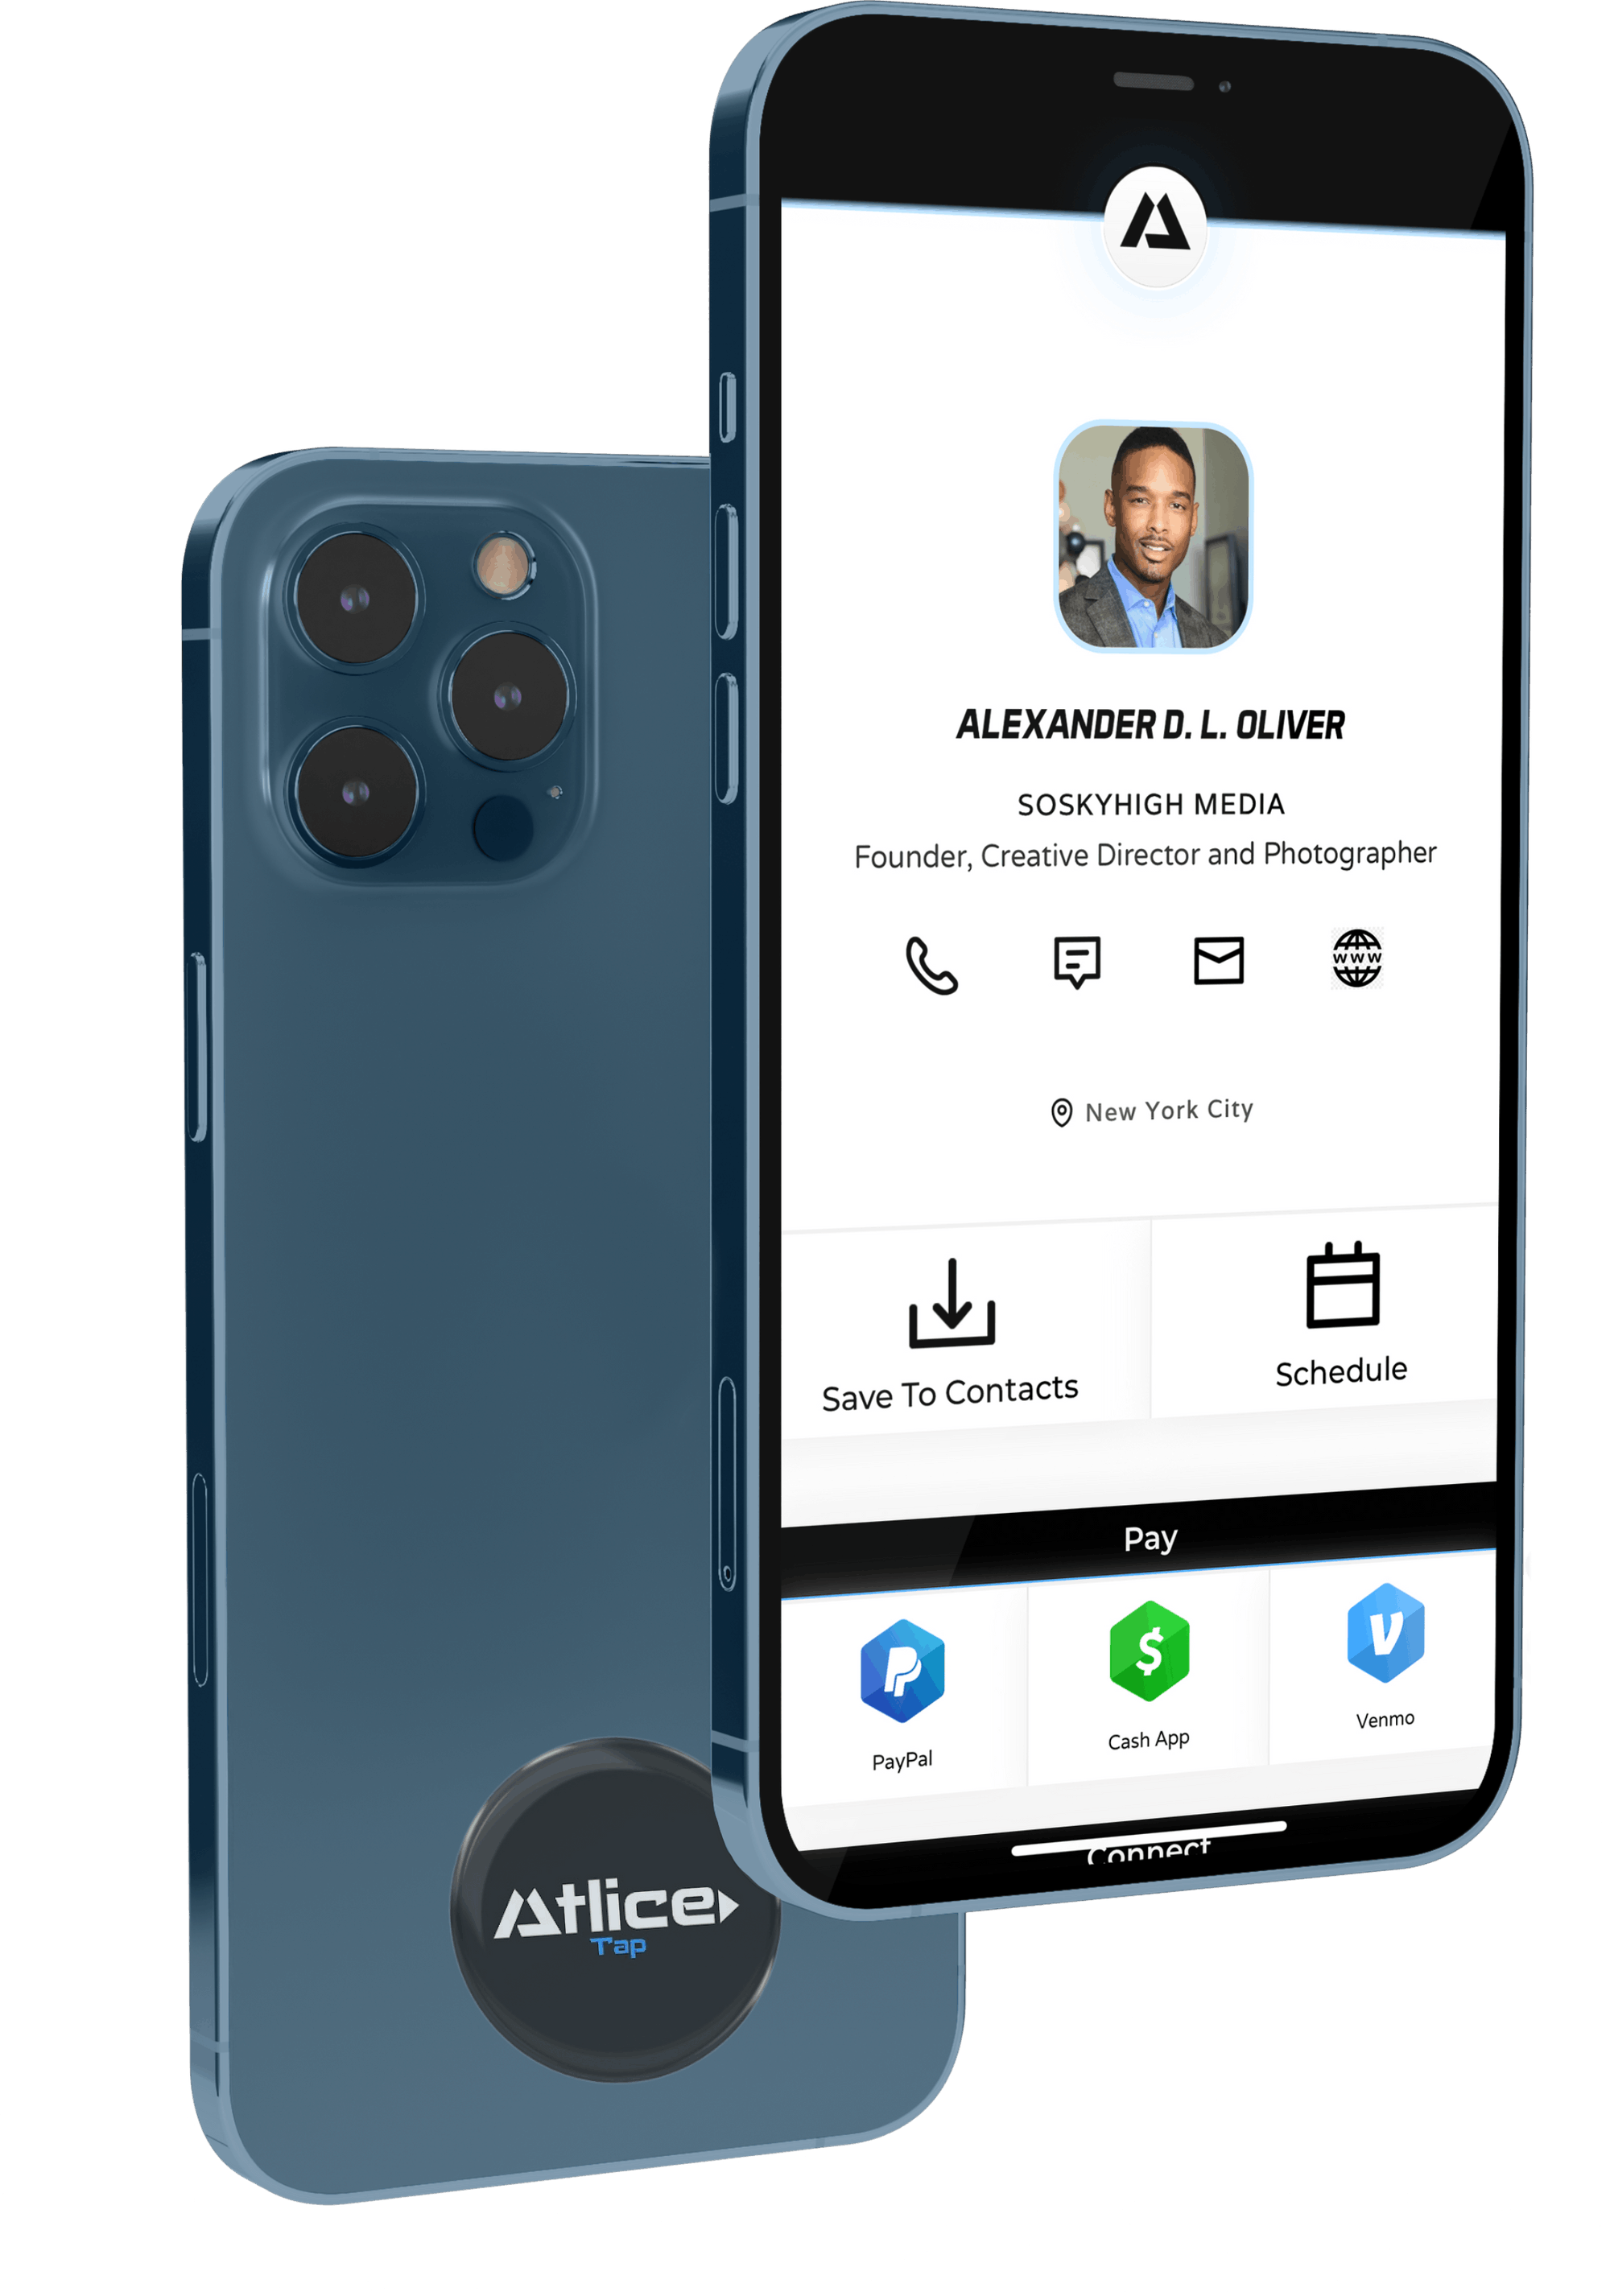 ALEXANDER D. L. OLIVER
SOSKYHIGH MEDIA
Founder, Creative Director and Photographer
WWW
New York City
Save To Contacts
Schedule
Pay
PayPal
Cash App
Venmo
Connect
Atlice
Tap